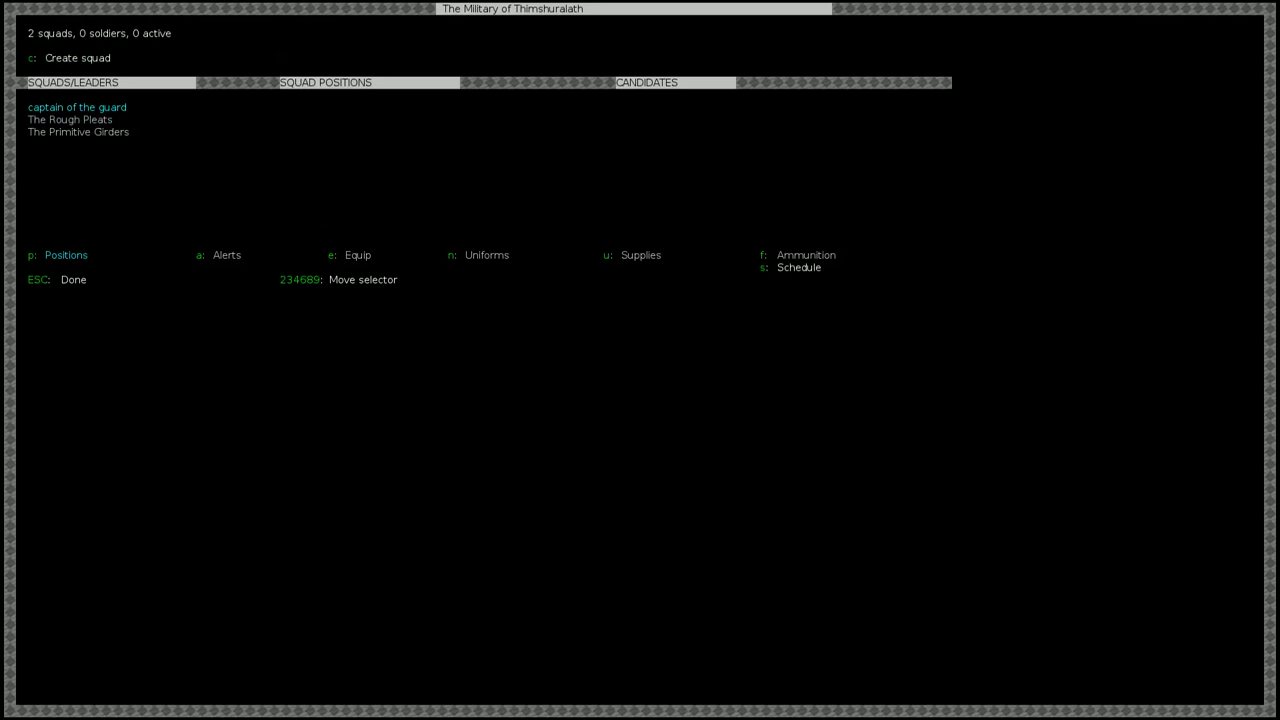 The Military of Thimshuralath
2 squads, 0 soldiers, 0 active
c: Create squad
SQUADS/LEADERS SQUAD POSITIONS CANDIDATES
captain of the guard
The Rough Pleats
The Primitive Girders
p: Positions a: Alerts e: Equip n: Uniforms u: Supplies f: Ammunition
s: Schedule
ESC: Done 234689: Move selector